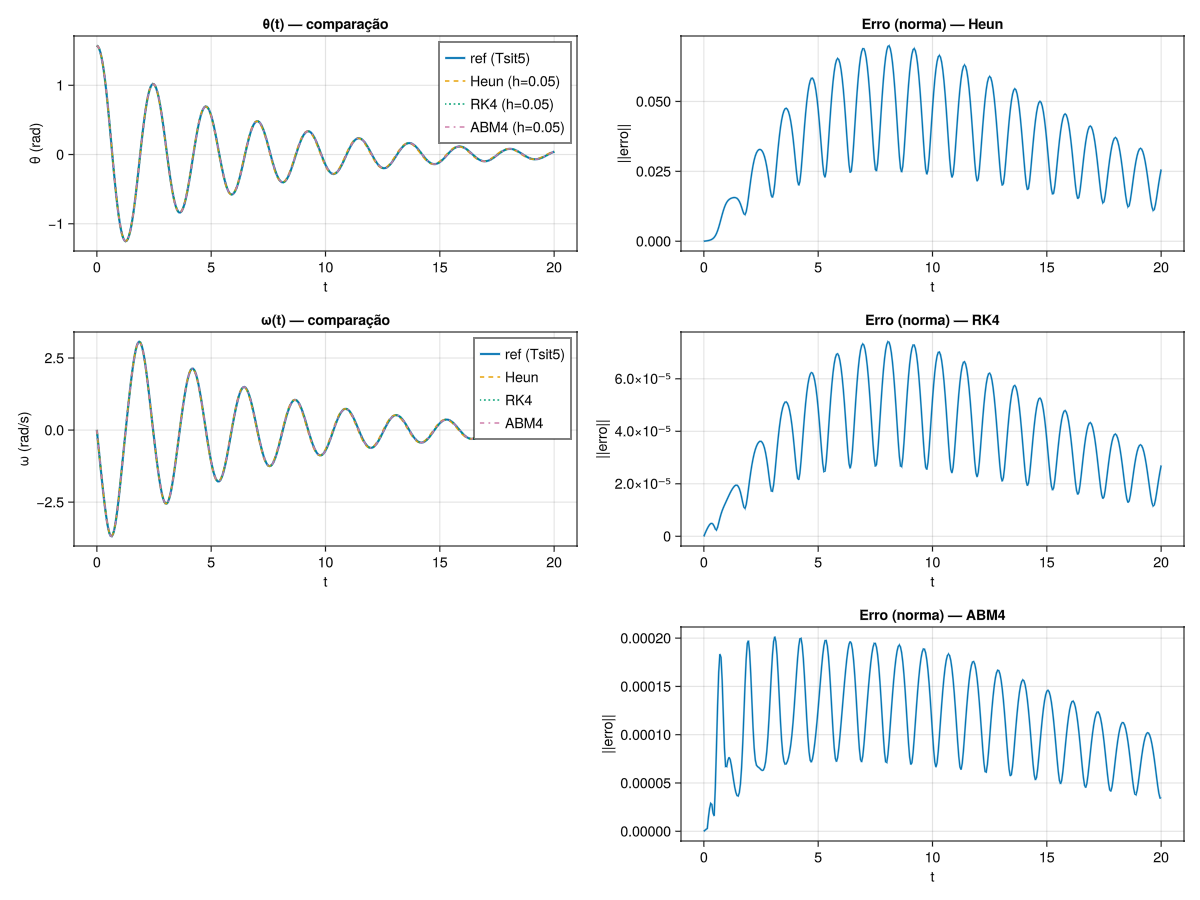 θ(t) — comparação
1
0
−1
θ (rad)
0
5
10
15
20
t
ref (Tsit5)
Heun (h=0.05)
RK4 (h=0.05)
ABM4 (h=0.05)
Erro (norma) — Heun
0.050
0.025
0.000
||erro||
0
5
10
15
20
t
ω(t) — comparação
2.5
0.0
−2.5
ω (rad/s)
0
5
10
15
20
t
ref (Tsit5)
Heun
RK4
ABM4
Erro (norma) — RK4
6.0×10⁻⁵
4.0×10⁻⁵
2.0×10⁻⁵
0
||erro||
0
5
10
15
20
t
Erro (norma) — ABM4
0.00020
0.00015
0.00010
0.00005
0.00000
||erro||
0
5
10
15
20
t